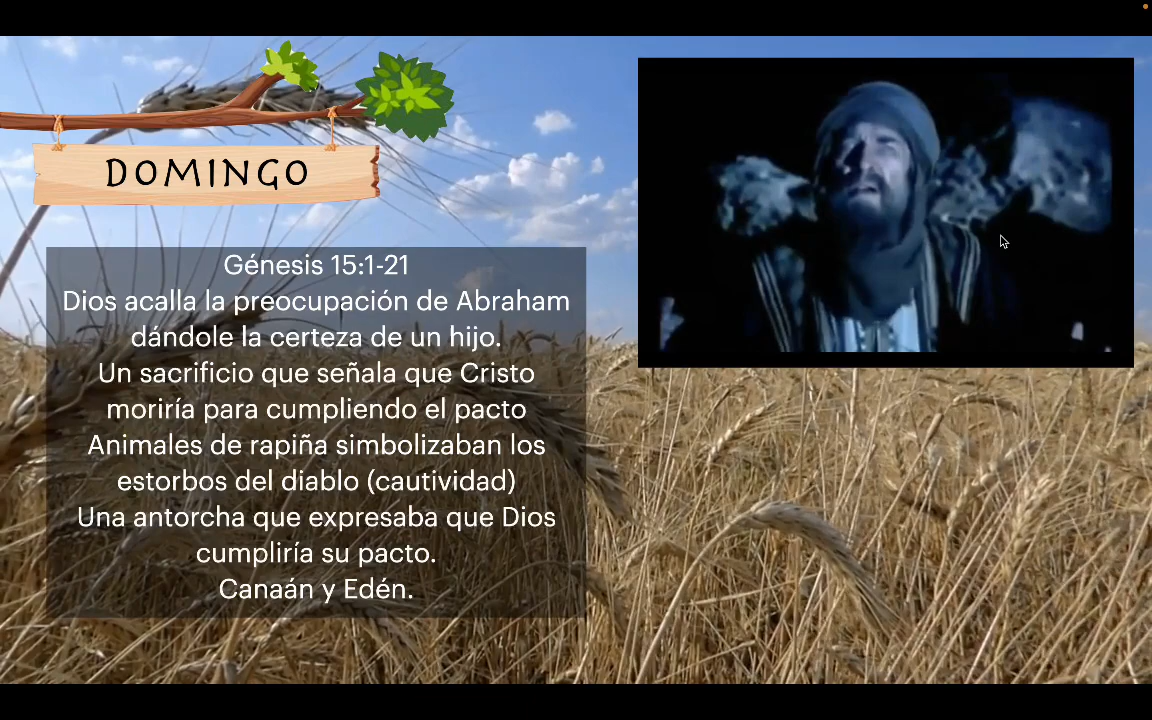 DOMINGO
Génesis 15:1-21
Dios acalla la preocupación de Abraham
dándole la certeza de un hijo.
Un sacrificio que señala que Cristo
moriría para cumpliendo el pacto
Animales de rapiña simbolizaban los
estorbos del diablo (cautividad)
Una antorcha que expresaba que Dios
cumpliría su pacto.
Canaán y Edén.